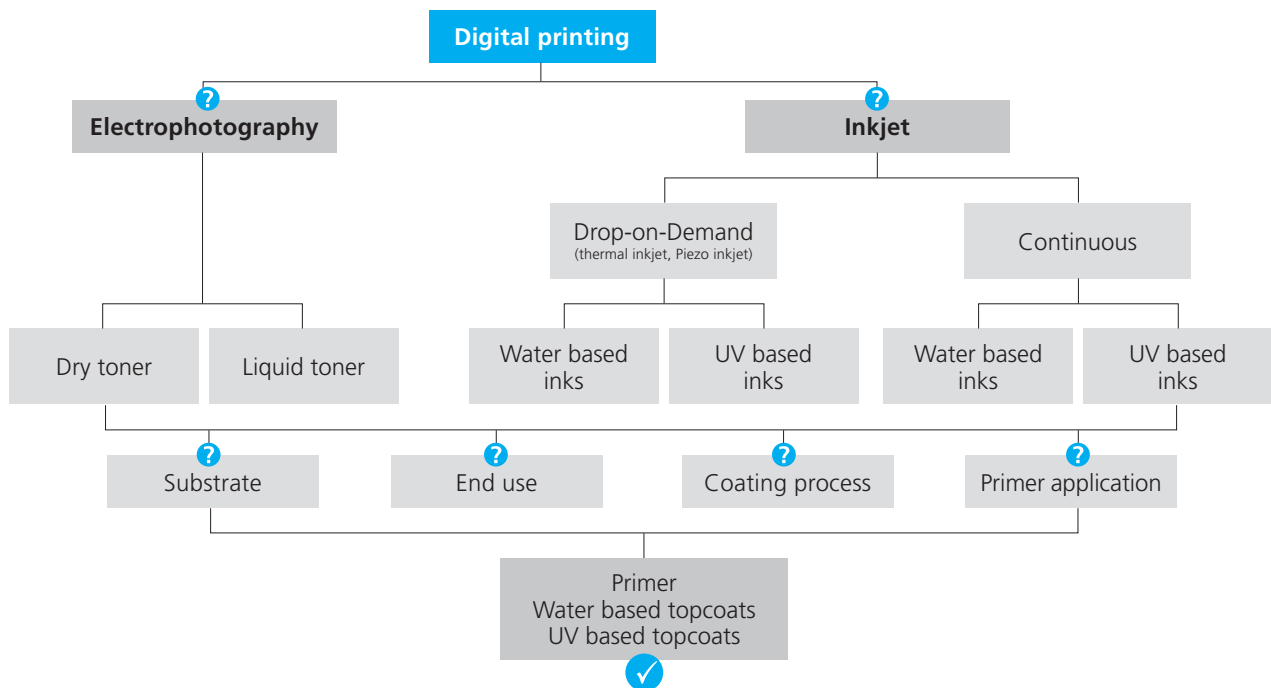 Digital printing
?
?
Electrophotography
Inkjet
Drop-on-Demand
(thermal inkjet, Piezo inkjet)
Continuous
Dry toner
Liquid toner
Water based
inks
UV based
inks
Water based
inks
UV based
inks
?
?
?
?
Substrate
End use
Coating process
Primer application
Primer
Water based topcoats
UV based topcoats